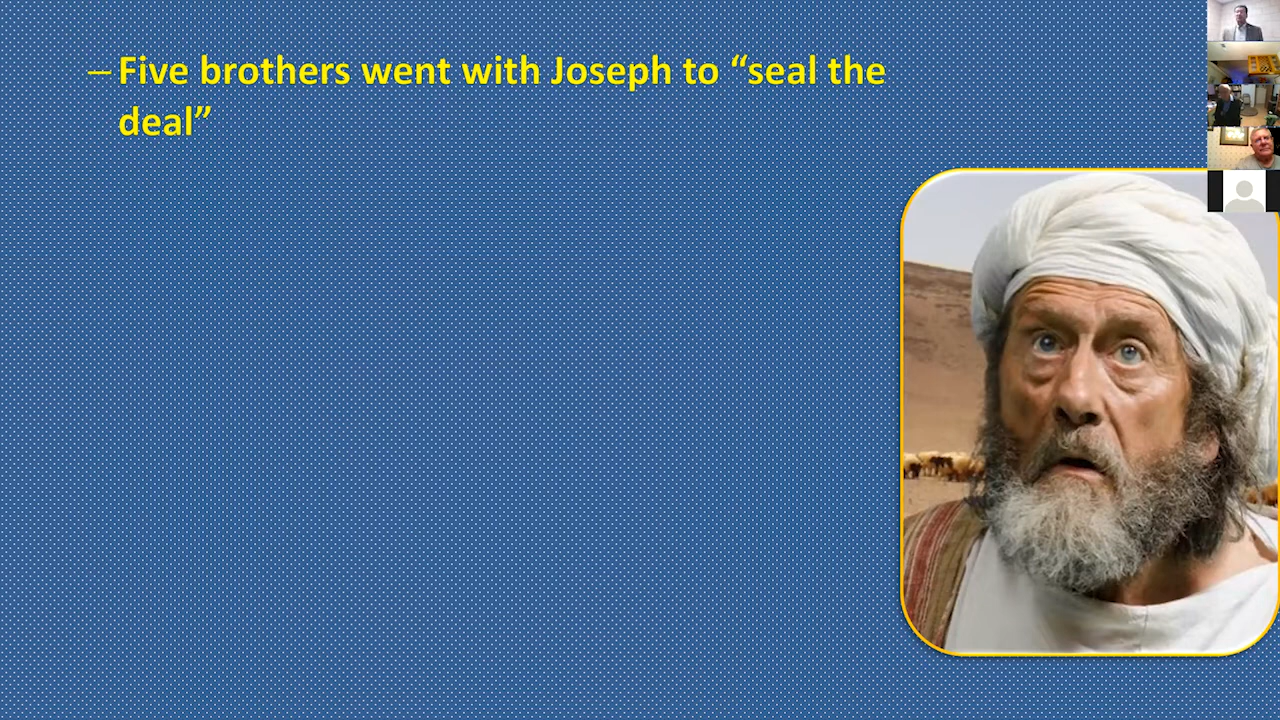 – Five brothers went with Joseph to “seal the
deal”